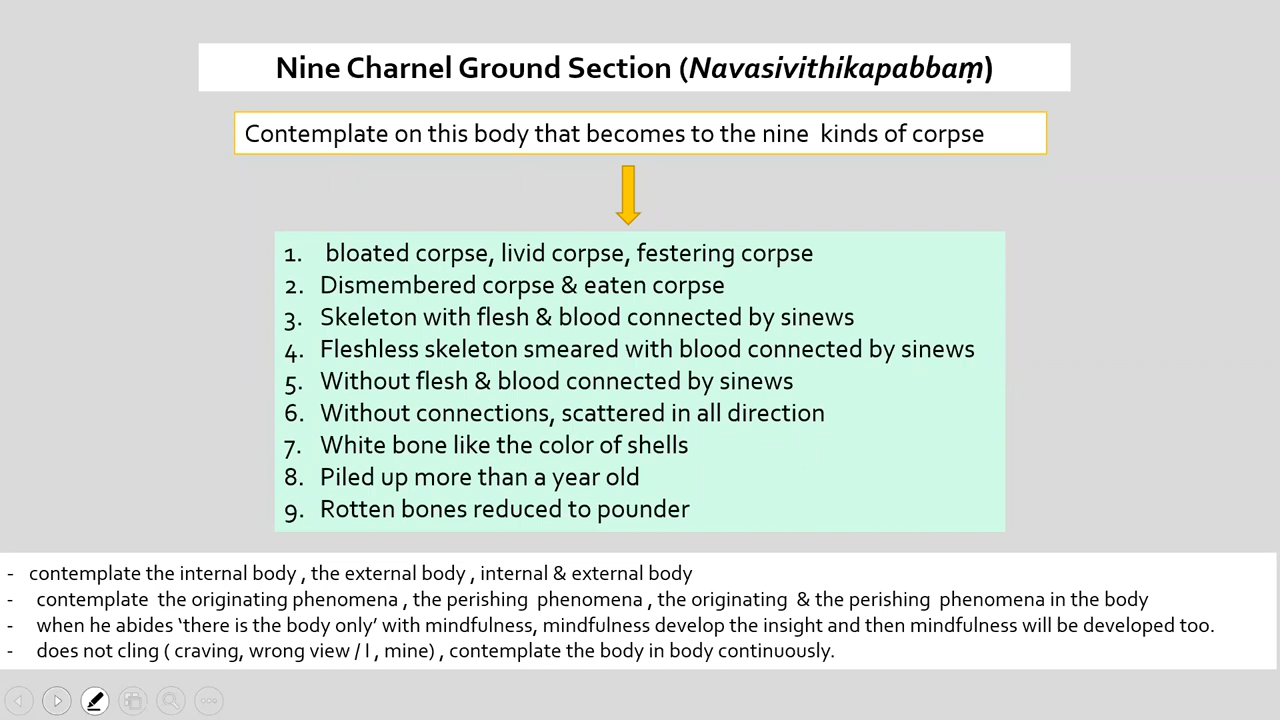 Nine Charnel Ground Section (Navasivithikapabbaṃ)
Contemplate on this body that becomes to the nine kinds of corpse
1. bloated corpse, livid corpse, festering corpse
2. Dismembered corpse & eaten corpse
3. Skeleton with flesh & blood connected by sinews
4. Fleshless skeleton smeared with blood connected by sinews
5. Without flesh & blood connected by sinews
6. Without connections, scattered in all direction
7. White bone like the color of shells
8. Piled up more than a year old
9. Rotten bones reduced to pounder
- contemplate the internal body , the external body , internal & external body
- contemplate the originating phenomena , the perishing phenomena , the originating & the perishing phenomena in the body
- when he abides ‘there is the body only’ with mindfulness, mindfulness develop the insight and then mindfulness will be developed too.
- does not cling ( craving, wrong view / I , mine) , contemplate the body in body continuously.